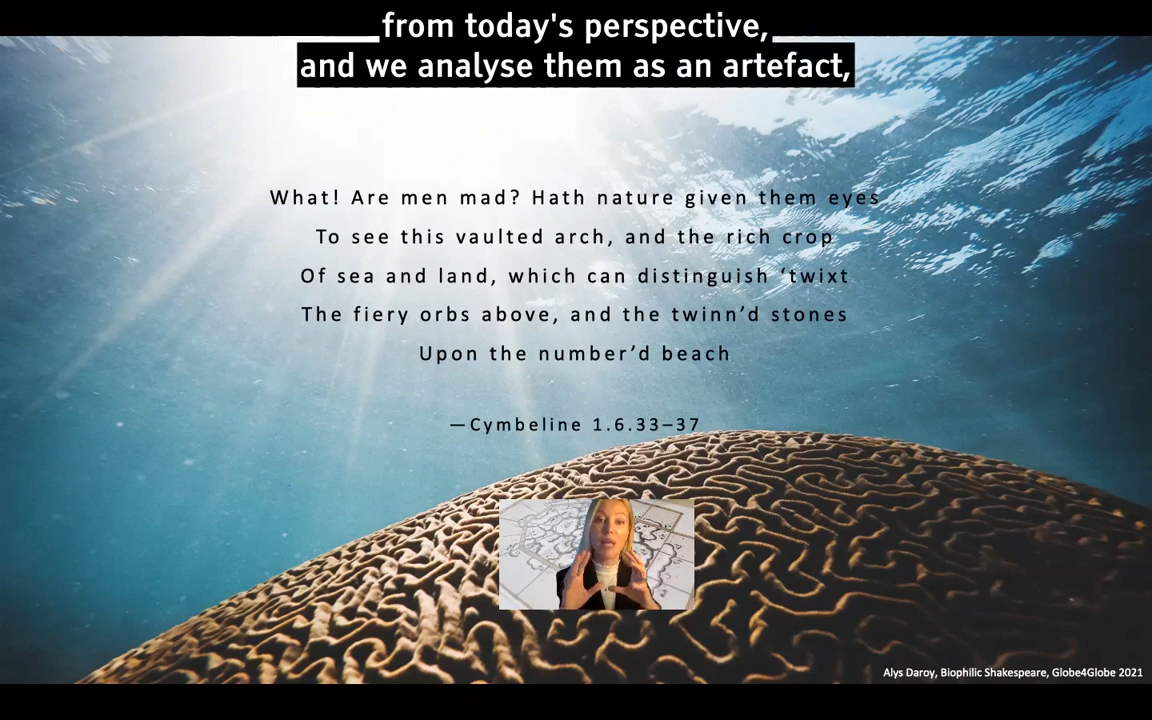 from today's perspective,
and we analyse them as an artefact,
What! Are men mad? Hath nature given them eyes
To see this vaulted arch, and the rich crop
Of sea and land, which can distinguish ‘twixt
The fiery orbs above, and the twinn’d stones
Upon the number’d beach
—Cymbeline 1.6.33–37
Alys Daroy, Biophilic Shakespeare, Globe4Globe 2021